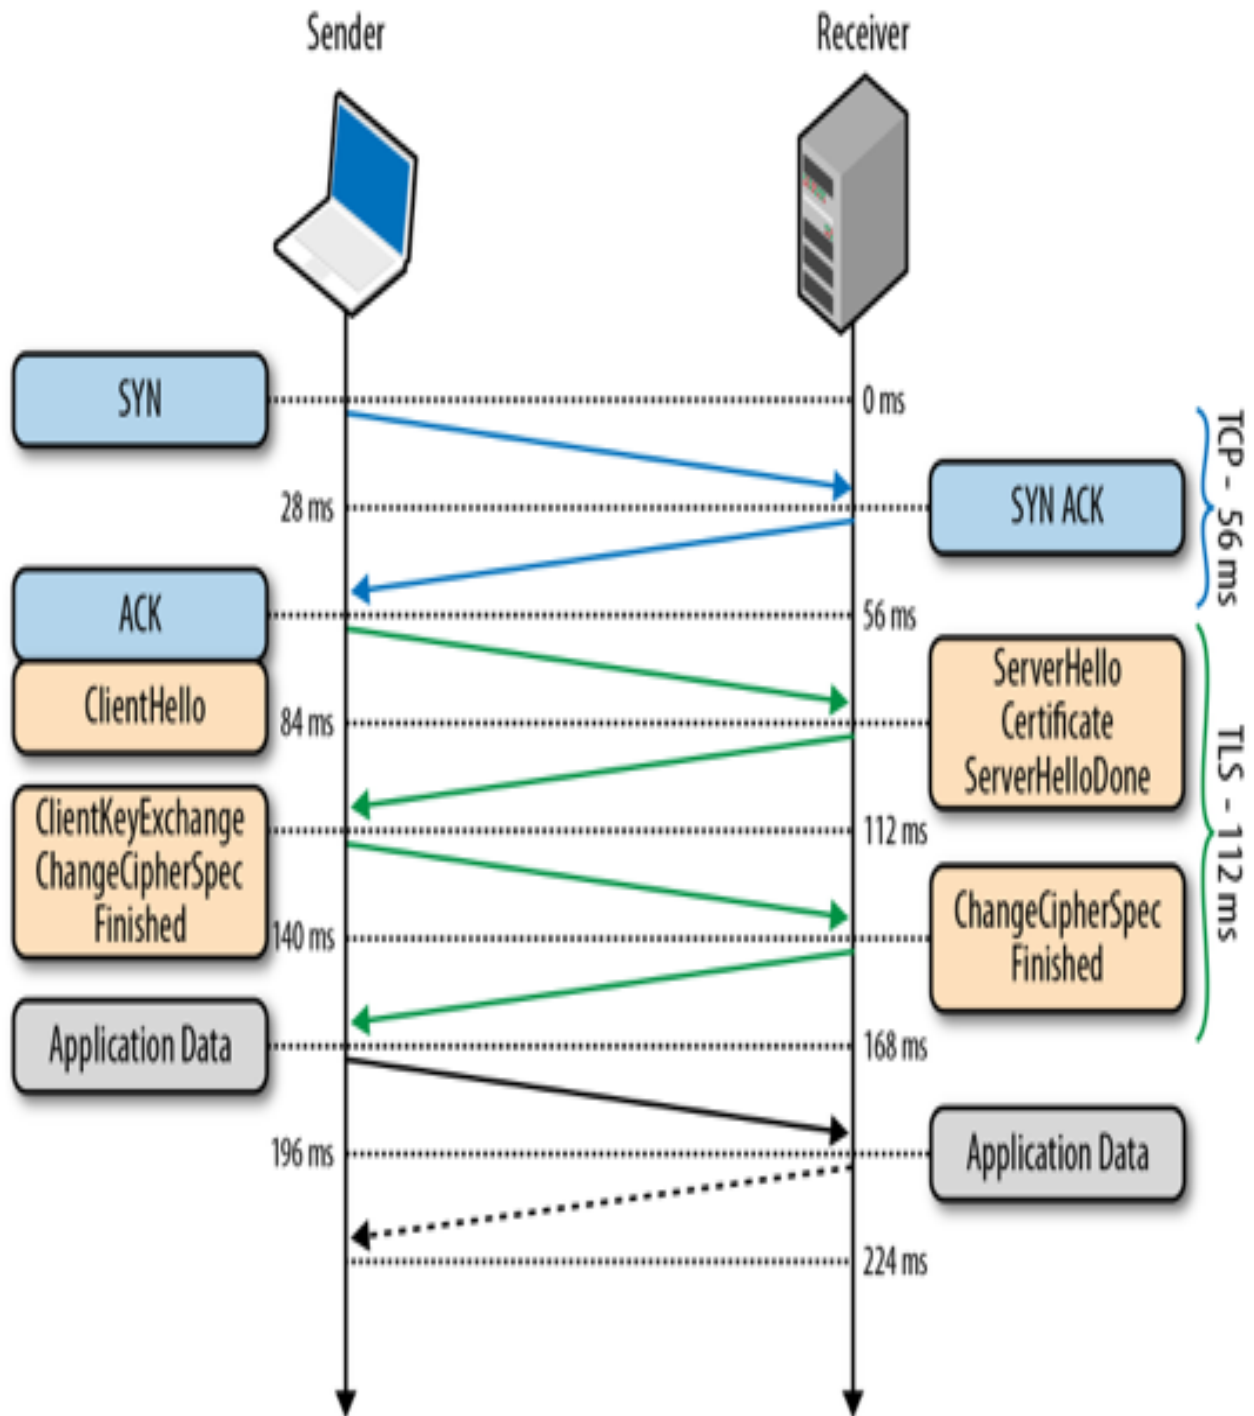 Sender
Receiver
SYN
0 ms
28 ms
SYN ACK
TCP - 56 ms
ACK
56 ms
ClientHello
84 ms
ServerHello
Certificate
ServerHelloDone
TLS - 112 ms
ClientKeyExchange
ChangeCipherSpec
Finished
112 ms
140 ms
ChangeCipherSpec
Finished
Application Data
168 ms
196 ms
Application Data
224 ms